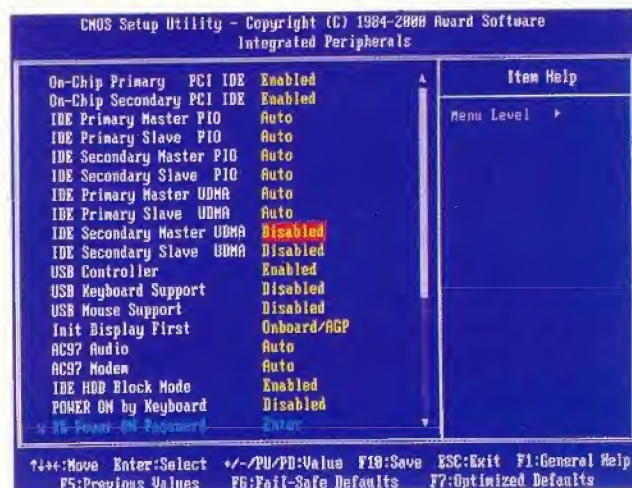 CMOS Setup Utility - Copyright (C) 1984-2000 Award Software
Integrated Peripherals
On-Chip Primary PCI IDE Enabled
On-Chip Secondary PCI IDE Enabled
IDE Primary Master PIO Auto
IDE Primary Slave PIO Auto
IDE Secondary Master PIO Auto
IDE Secondary Slave PIO Auto
IDE Primary Master UDMA Auto
IDE Primary Slave UDMA Auto
IDE Secondary Master UDMA Disabled
IDE Secondary Slave UDMA Disabled
USB Controller Enabled
USB Keyboard Support Disabled
USB Mouse Support Disabled
Init Display First Onboard/AGP
AC97 Audio Auto
AC97 Modem Auto
IDE HDD Block Mode Enabled
POWER ON by Keyboard Disabled
x KB Power ON Password Enter
Item Help
Menu Level ▸
↑↓→←:Move Enter:Select +/-/PU/PD:Value F10:Save ESC:Exit F1:General Help
F5:Previous Values F6:Fail-Safe Defaults F7:Optimized Defaults